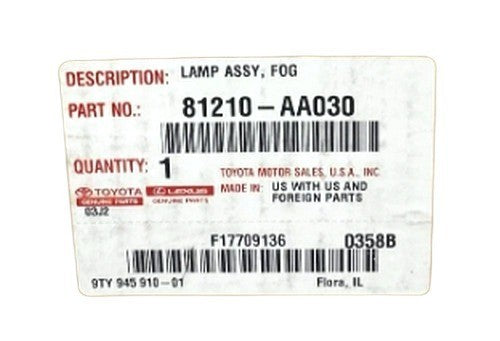 DESCRIPTION: LAMP ASSY, FOG
PART NO.: 81210-AA030
QUANTITY: 1
TOYOTA MOTOR SALES, U.S.A., INC.
TOYOTA LEXUS
GENUINE PARTS GENUINE PARTS
MADE IN: US WITH US AND
FOREIGN PARTS
03J2
F17709136 0358B
9TY 945 910-01 Flora, IL